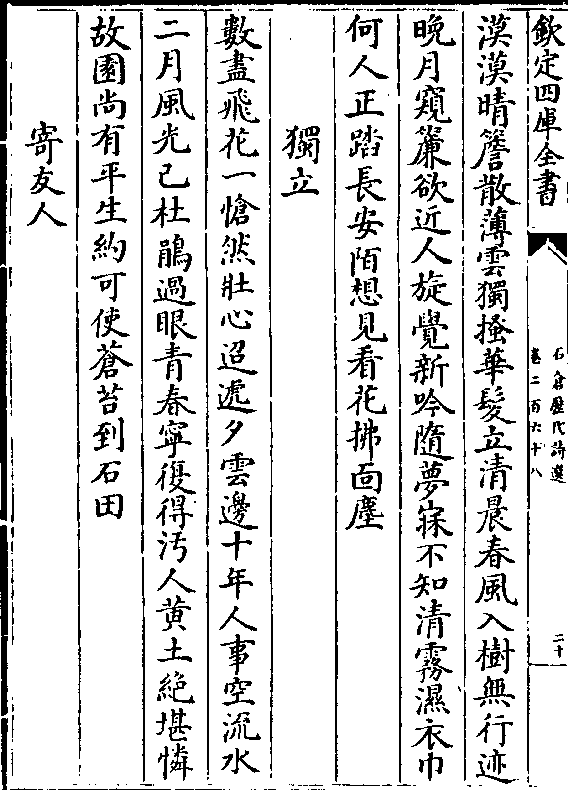 欽定四庫全書
石倉歷代詩選
卷二百六十八
二十
漠漠晴簷散薄雲獨搔華髮立清晨春風入樹無行迹
晚月窺簾欲近人旋覺新吟隨夢寐不知清霧濕衣巾
何人正踏長安陌想見看花拂面塵
獨立
數盡飛花一愴然壯心迢遞夕雲邊十年人事空流水
二月風光已杜鵑過眼青春寧復得汚人黄土絶堪憐
故園尚有平生約可使蒼苔到石田
寄友人